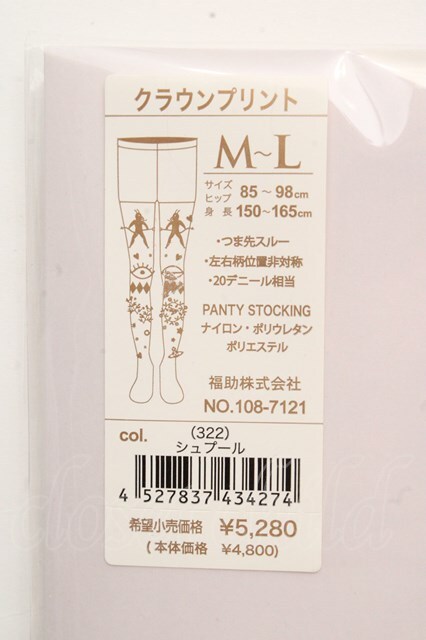 クラウンプリント
M~L
サイズ
ヒップ 85~98cm
身長 150~165cm
・つま先スルー
・左右柄位置非対称
・20デニール相当
PANTY STOCKING
ナイロン・ポリウレタン
ポリエステル
福助株式会社
NO.108-7121
col. (322)
シュプール
4 527837 434274
希望小売価格 ¥5,280
(本体価格 ¥4,800)